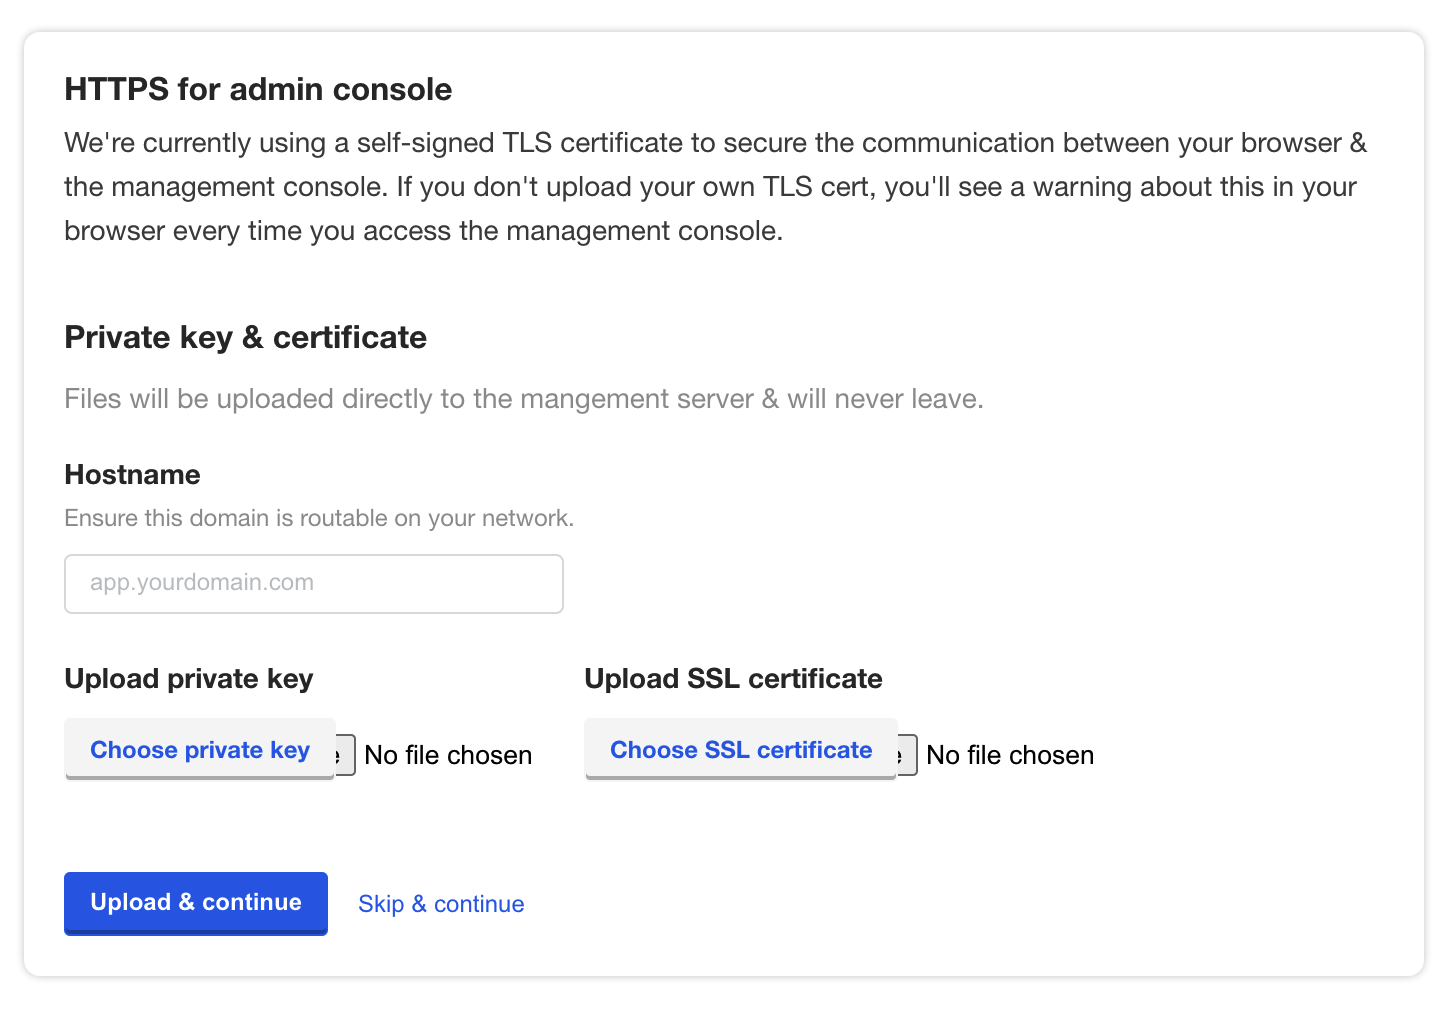 HTTPS for admin console
We're currently using a self-signed TLS certificate to secure the communication between your browser &
the management console. If you don't upload your own TLS cert, you'll see a warning about this in your
browser every time you access the management console.
Private key & certificate
Files will be uploaded directly to the mangement server & will never leave.
Hostname
Ensure this domain is routable on your network.
app.yourdomain.com
Upload private key
Upload SSL certificate
Choose private key No file chosen
Choose SSL certificate No file chosen
Upload & continue
Skip & continue